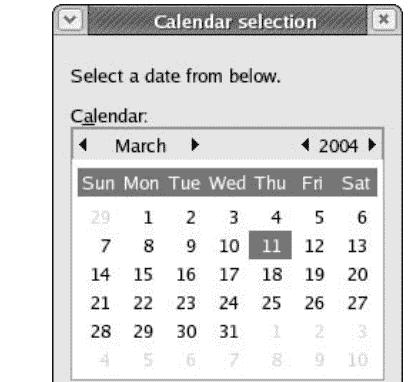 Calendar selection
Select a date from below.
Calendar:
March 2004
Sun Mon Tue Wed Thu Fri Sat
29 1 2 3 4 5 6
7 8 9 10 11 12 13
14 15 16 17 18 19 20
21 22 23 24 25 26 27
28 29 30 31 1 2 3
4 5 6 7 8 9 10